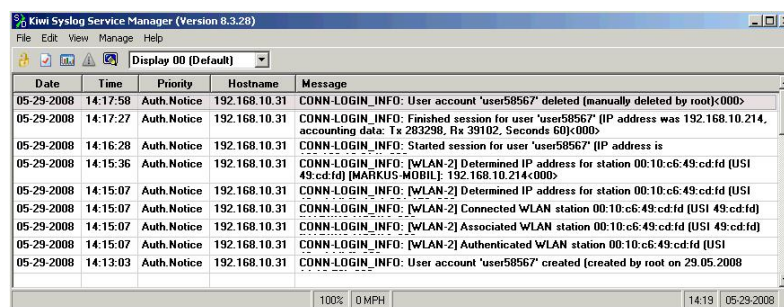 Kiwi Syslog Service Manager (Version 8.3.28)
File Edit View Manage Help
Display 00 (Default)
Date Time Priority Hostname Message
05-29-2008 14:17:58 Auth.Notice 192.168.10.31 CONN-LOGIN_INFO: User account 'user58567' deleted (manually deleted by root)<000>
05-29-2008 14:17:27 Auth.Notice 192.168.10.31 CONN-LOGIN_INFO: Finished session for user 'user58567' (IP address was 192.168.10.214,
accounting data: Tx 283298, Rx 39102, Seconds 60)<000>
05-29-2008 14:16:28 Auth.Notice 192.168.10.31 CONN-LOGIN_INFO: Started session for user 'user58567' (IP address is
05-29-2008 14:15:36 Auth.Notice 192.168.10.31 CONN-LOGIN_INFO: [WLAN-2] Determined IP address for station 00:10:c6:49:cd:fd (USI
49:cd:fd) [MARKUS-MOBIL]: 192.168.10.214<000>
05-29-2008 14:15:07 Auth.Notice 192.168.10.31 CONN-LOGIN_INFO: [WLAN-2] Determined IP address for station 00:10:c6:49:cd:fd (USI
05-29-2008 14:15:07 Auth.Notice 192.168.10.31 CONN-LOGIN_INFO: [WLAN-2] Connected WLAN station 00:10:c6:49:cd:fd (USI 49:cd:fd)
05-29-2008 14:15:07 Auth.Notice 192.168.10.31 CONN-LOGIN_INFO: [WLAN-2] Associated WLAN station 00:10:c6:49:cd:fd (USI 49:cd:fd)
05-29-2008 14:15:07 Auth.Notice 192.168.10.31 CONN-LOGIN_INFO: [WLAN-2] Authenticated WLAN station 00:10:c6:49:cd:fd (USI
05-29-2008 14:13:03 Auth.Notice 192.168.10.31 CONN-LOGIN_INFO: User account 'user58567' created (created by root on 29.05.2008
100% 0 MPH 14:19 05-29-2008